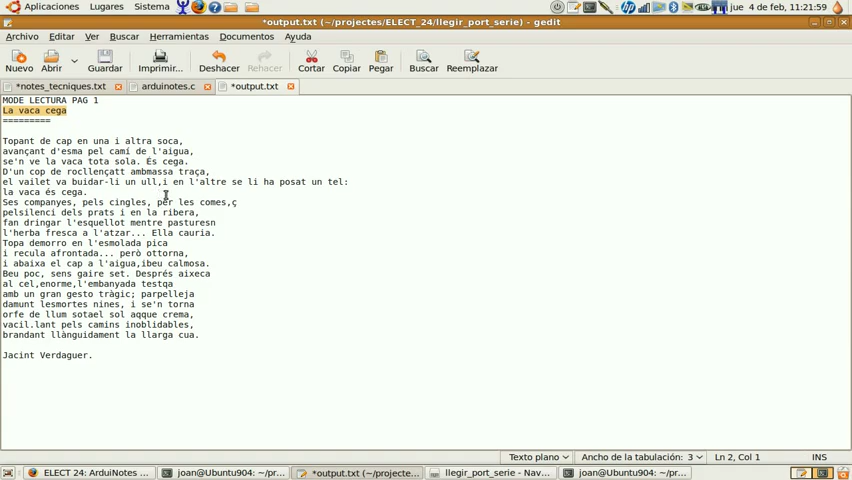 Aplicaciones Lugares Sistema jue 4 de feb, 11:21:59
*output.txt (~/projectes/ELECT_24/llegir_port_serie) - gedit
Archivo Editar Ver Buscar Herramientas Documentos Ayuda
Nuevo Abrir Guardar Imprimir... Deshacer Rehacer Cortar Copiar Pegar Buscar Reemplazar
*notes_tecniques.txt arduinotes.c *output.txt
MODE LECTURA PAG 1
La vaca cega
=========
Topant de cap en una i altra soca,
avançant d'esma pel camí de l'aigua,
se'n ve la vaca tota sola. És cega.
D'un cop de rocllençatt ambmassa traça,
el vailet va buidar-li un ull,i en l'altre se li ha posat un tel:
la vaca és cega.
Ses companyes, pels cingles, per les comes,ç
pelsilenci dels prats i en la ribera,
fan dringar l'esquellot mentre pasturesn
l'herba fresca a l'atzar... Ella cauria.
Topa demorro en l'esmolada pica
i recula afrontada... però ottorna,
i abaixa el cap a l'aigua,ibeu calmosa.
Beu poc, sens gaire set. Després aixeca
al cel,enorme,l'embanyada testqa
amb un gran gesto tràgic; parpelleja
damunt lesmortes nines, i se'n torna
orfe de llum sotael sol aqque crema,
vacil.lant pels camins inoblidables,
brandant llànguidament la llarga cua.
Jacint Verdaguer.
Texto plano Ancho de la tabulación: 3 Ln 2, Col 1 INS
ELECT 24: ArduiNotes ... joan@Ubuntu904: ~/pr... *output.txt (~/projecte... llegir_port_serie - Nav... joan@Ubuntu904: ~/pr...